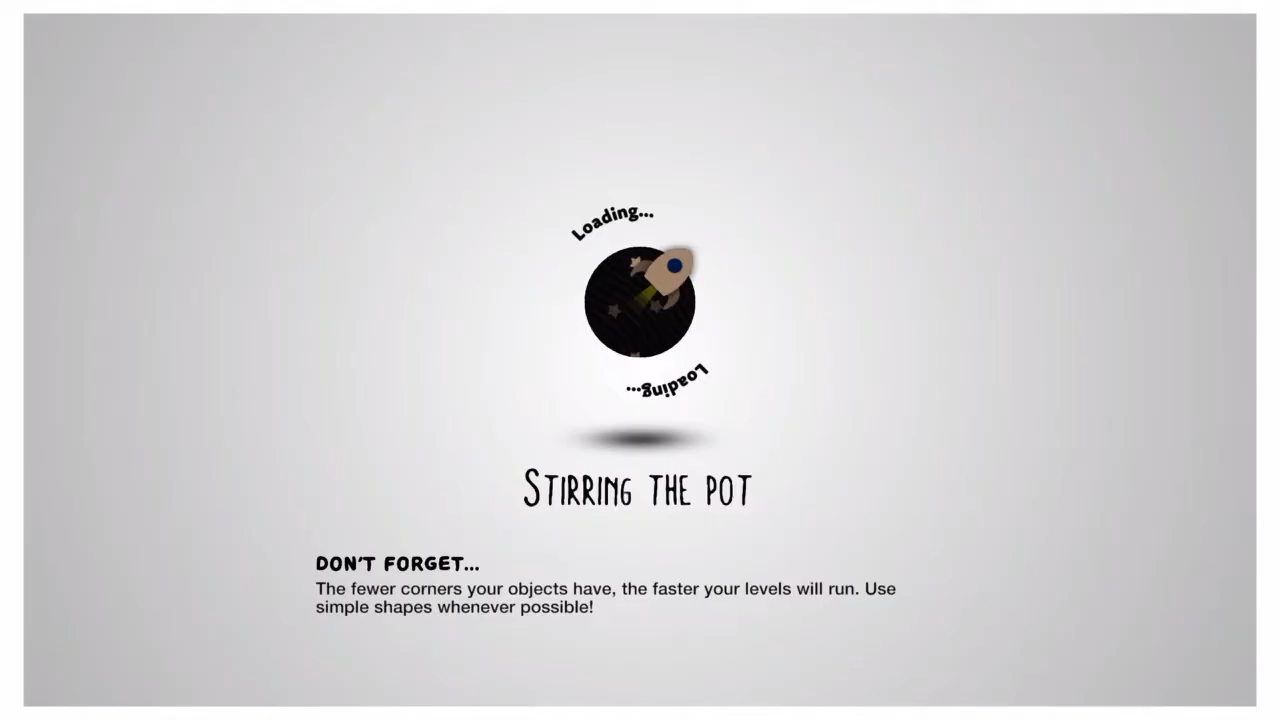 Loading...
Loading...
Stirring the pot
DON'T FORGET...
The fewer corners your objects have, the faster your levels will run. Use
simple shapes whenever possible!